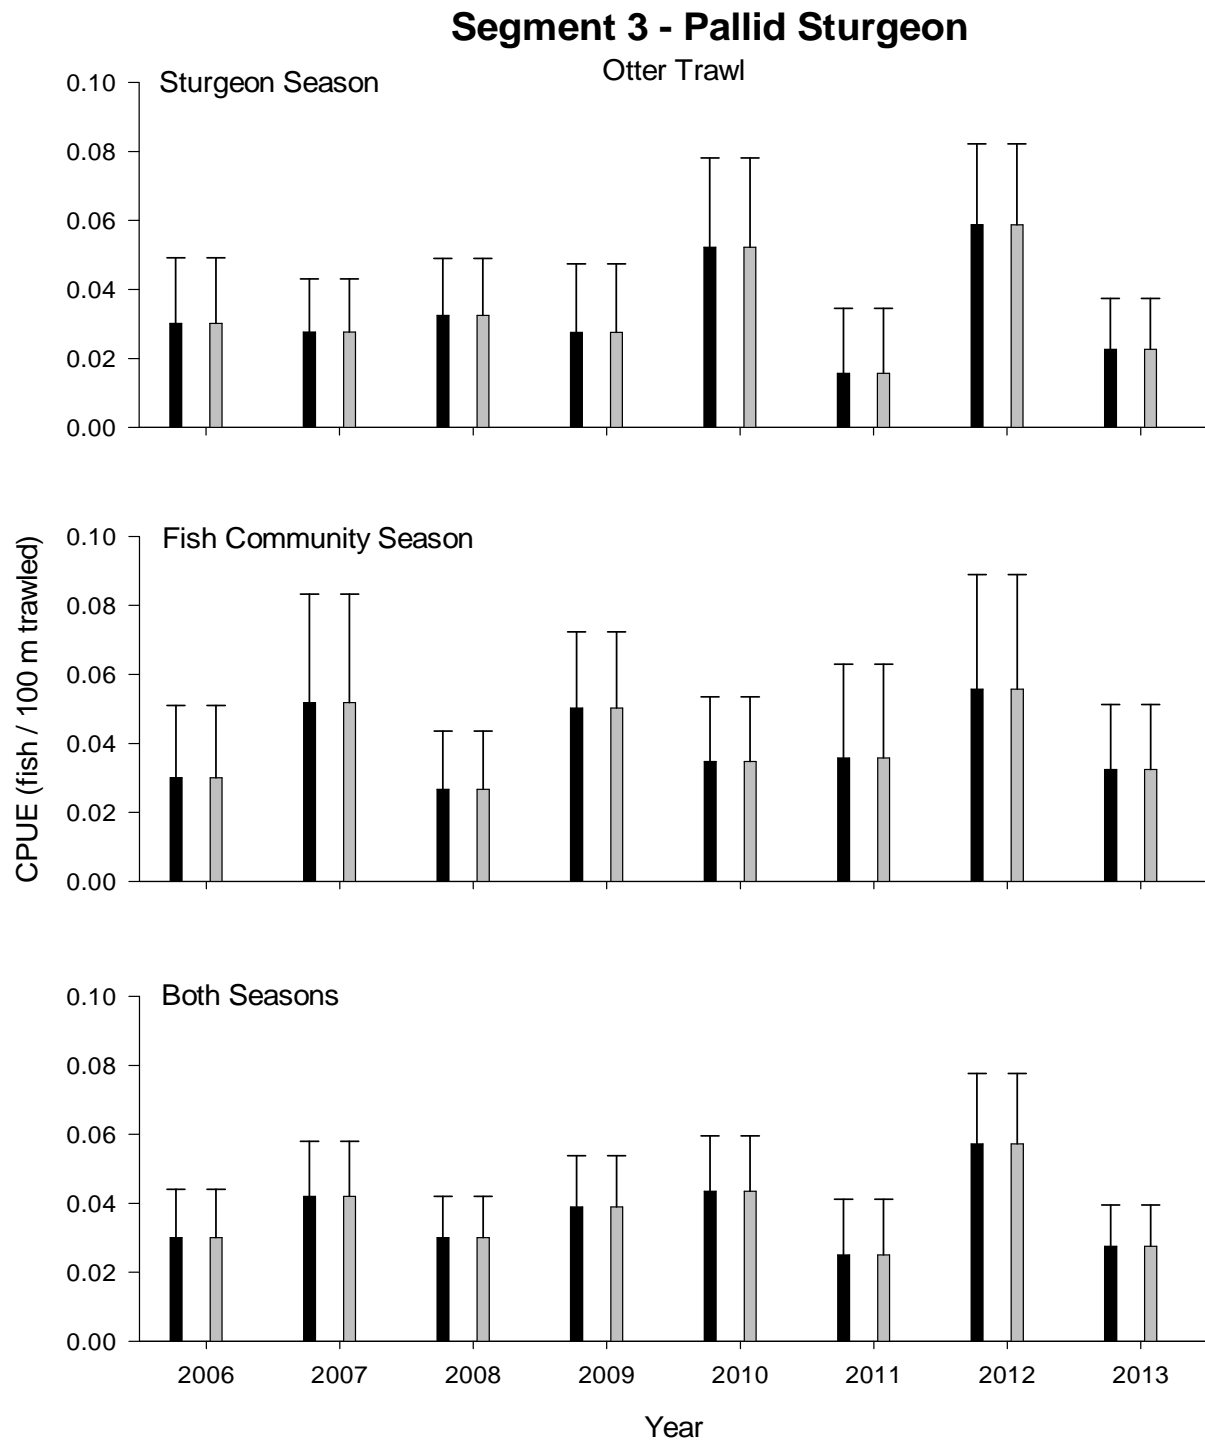 Segment 3 - Pallid Sturgeon
Otter Trawl
Sturgeon Season
0.10
0.08
0.06
0.04
0.02
0.00
Fish Community Season
0.10
0.08
0.06
0.04
0.02
0.00
CPUE (fish / 100 m trawled)
Both Seasons
0.10
0.08
0.06
0.04
0.02
0.00
2006 2007 2008 2009 2010 2011 2012 2013
Year